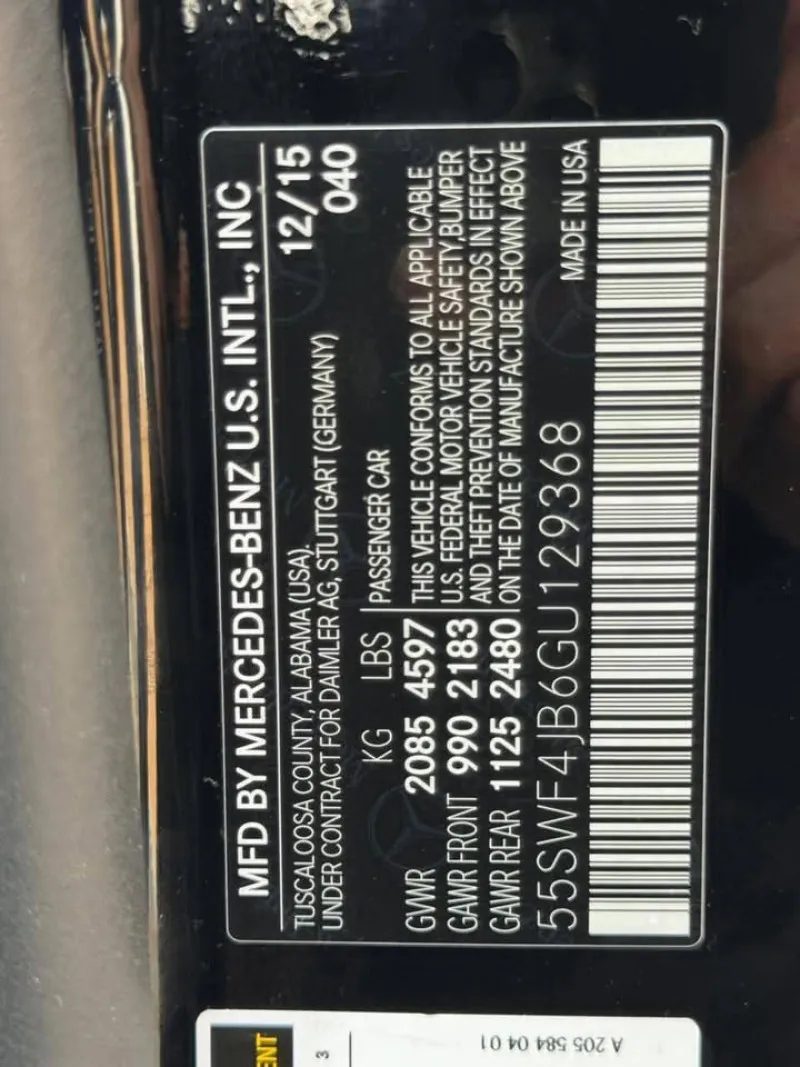 MFD BY MERCEDES-BENZ U.S. INTL., INC
TUSCALOOSA COUNTY, ALABAMA (USA). 12/15
UNDER CONTRACT FOR DAIMLER AG, STUTTGART (GERMANY) 040
KG LBS PASSENGER CAR
GVWR 2085 4597 THIS VEHICLE CONFORMS TO ALL APPLICABLE
GAWR FRONT 990 2183 U.S. FEDERAL MOTOR VEHICLE SAFETY,BUMPER
GAWR REAR 1125 2480 AND THEFT PREVENTION STANDARDS IN EFFECT
ON THE DATE OF MANUFACTURE SHOWN ABOVE
55SWF4JB6GU129368 MADE IN USA
ENT
3
A 205 584 04 01